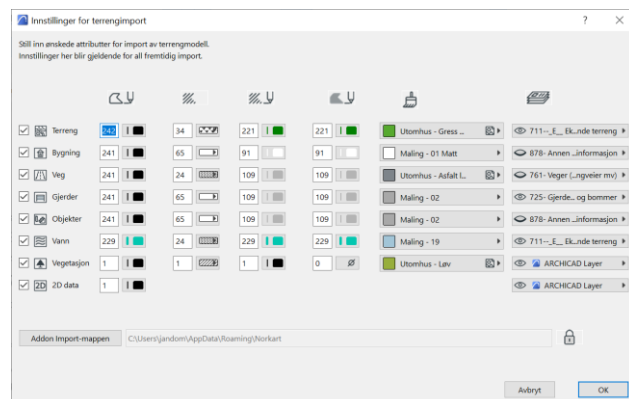 Innstillinger for terrengimport
? ×
Still inn ønskede attributter for import av terrengmodell.
Innstillinger her blir gjeldende for all fremtidig import.
Terreng 242 34 221 221 Utomhus - Gress ... 711--_E__ Ek...nde terreng
Bygning 241 65 91 91 Maling - 01 Matt 878- Annen ...informasjon
Veg 241 24 109 109 Utomhus - Asfalt l... 761- Veger (...ngveier mv)
Gjerder 241 65 109 109 Maling - 02 725- Gjerde... og bommer
Objekter 241 65 109 109 Maling - 02 878- Annen ...informasjon
Vann 229 24 229 229 Maling - 19 711--_E__ Ek...nde terreng
Vegetasjon 1 1 1 0 Utomhus - Løv ARCHICAD Layer
2D 2D data 1 ARCHICAD Layer
Addon Import-mappen C:\Users\jandom\AppData\Roaming\Norkart
Avbryt OK